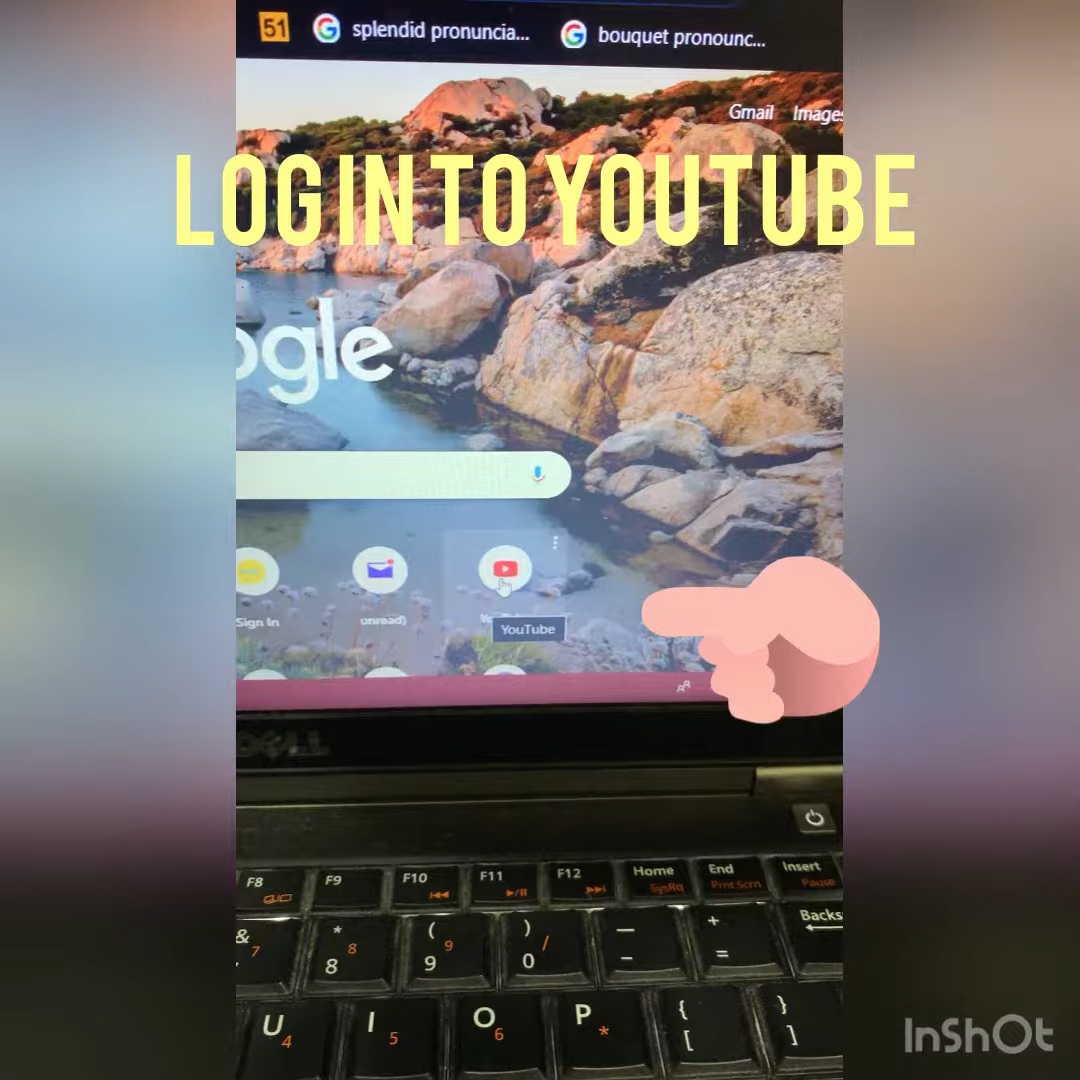 51
splendid pronuncia...
bouquet pronounc...
Gmail Images
LOGIN TO YOUTUBE
ogle
Sign In
unread)
YouTube
DELL
F8 F9 F10 F11 F12 Home End Insert
SysRq Prnt Scrn Pause
& 7 * 8 8 ( 9 9 ) / 0 — - + = Backs
U 4 I 5 O 6 P * { [ } ]
InShOt